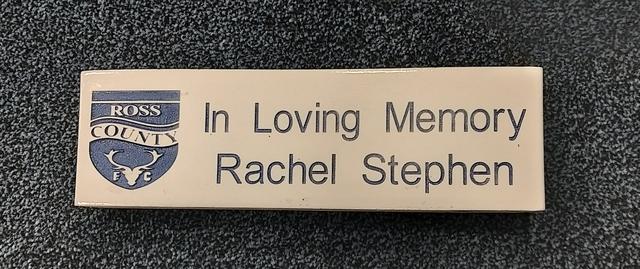 ROSS
COUNTY
F C
In Loving Memory
Rachel Stephen